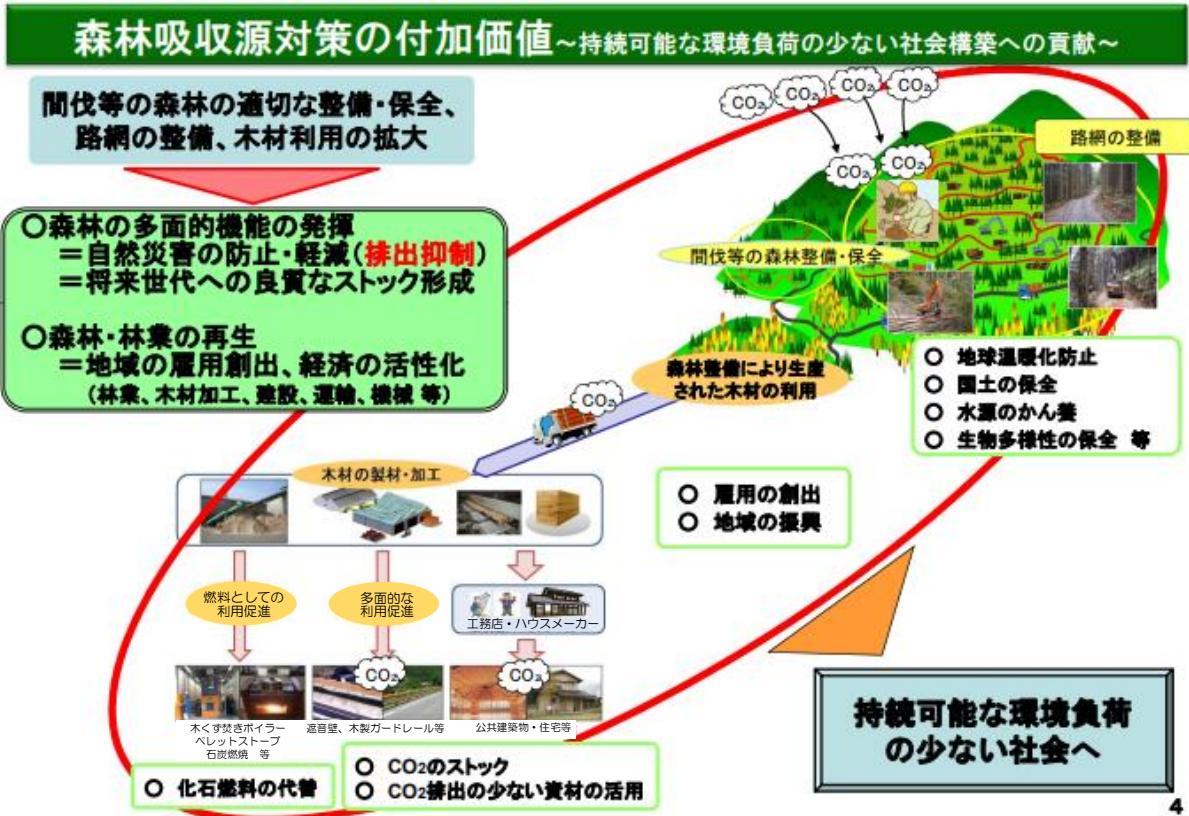 森林吸収源対策の付加価値~持続可能な環境負荷の少ない社会構築への貢献~
間伐等の森林の適切な整備・保全、
路網の整備、木材利用の拡大
○森林の多面的機能の発揮
=自然災害の防止・軽減(排出抑制)
=将来世代への良質なストック形成
○森林・林業の再生
=地域の雇用創出、経済の活性化
(林業、木材加工、建設、運輸、機械 等)
CO₂
CO₂
CO₂
CO₂
CO₂
CO₂
路網の整備
間伐等の森林整備・保全
森林整備により生産
された木材の利用
CO₂
○ 地球温暖化防止
○ 国土の保全
○ 水源のかん養
○ 生物多様性の保全 等
木材の製材・加工
○ 雇用の創出
○ 地域の振興
燃料としての
利用促進
多面的な
利用促進
工務店・ハウスメーカー
CO₂
CO₂
木くず焚きボイラー
ペレットストーブ
石炭燃焼 等
遮音壁、木製ガードレール等
公共建築物・住宅等
○ 化石燃料の代替
○ CO₂のストック
○ CO₂排出の少ない資材の活用
持続可能な環境負荷
の少ない社会へ
4